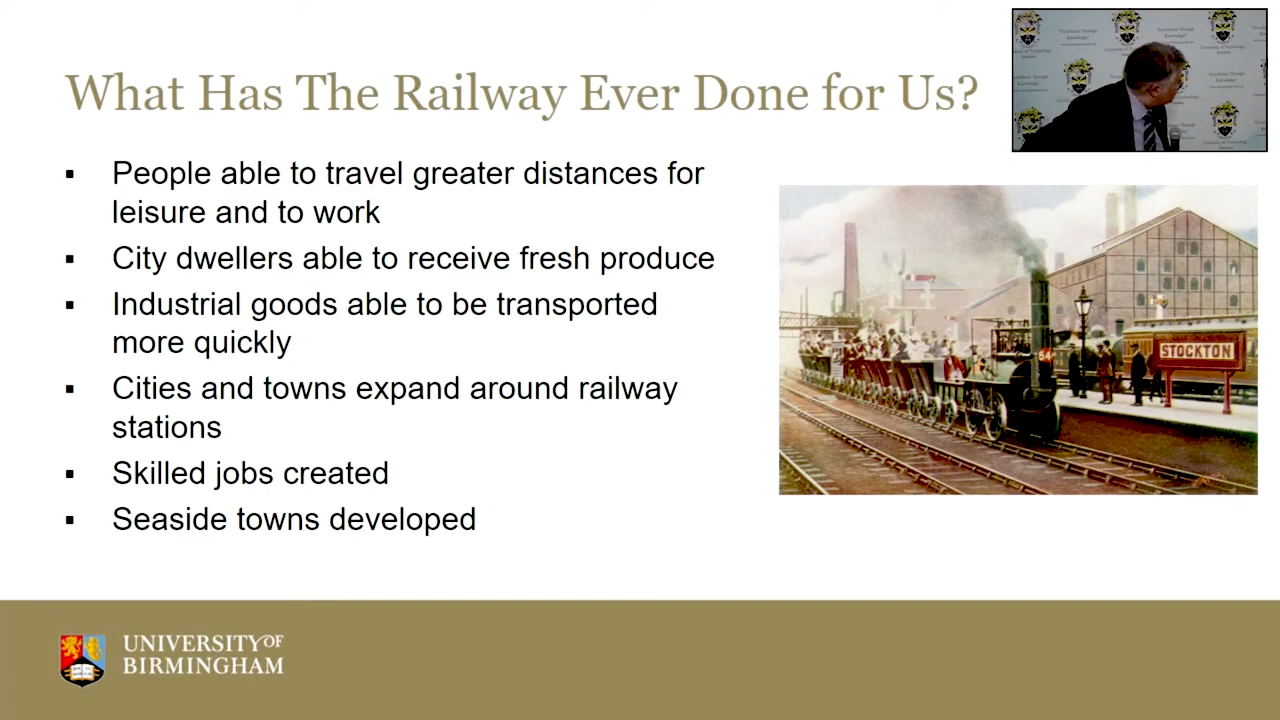 What Has The Railway Ever Done for Us?
▪ People able to travel greater distances for
leisure and to work
▪ City dwellers able to receive fresh produce
▪ Industrial goods able to be transported
more quickly
▪ Cities and towns expand around railway
stations
▪ Skilled jobs created
▪ Seaside towns developed
STOCKTON
UNIVERSITY OF
BIRMINGHAM